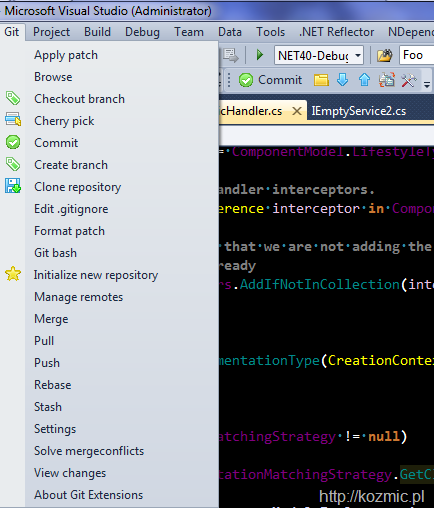 Microsoft Visual Studio (Administrator)
Git Project Build Debug Team Data Tools .NET Reflector NDepen
NET40-Debug Foo
Commit
cHandler.cs IEmptyService2.cs
Apply patch
Browse
Checkout branch
Cherry pick
Commit
Create branch
Clone repository
Edit .gitignore
Format patch
Git bash
Initialize new repository
Manage remotes
Merge
Pull
Push
Rebase
Stash
Settings
Solve mergeconflicts
View changes
About Git Extensions
= ComponentModel.LifestyleT
andler interceptors.
erence interceptor in Compo
that we are not adding the
ready
rs.AddIfNotInCollection(inte
mentationType(CreationConte
atchingStrategy != null)
cationMatchingStrategy.GetC
http://kozmic.pl